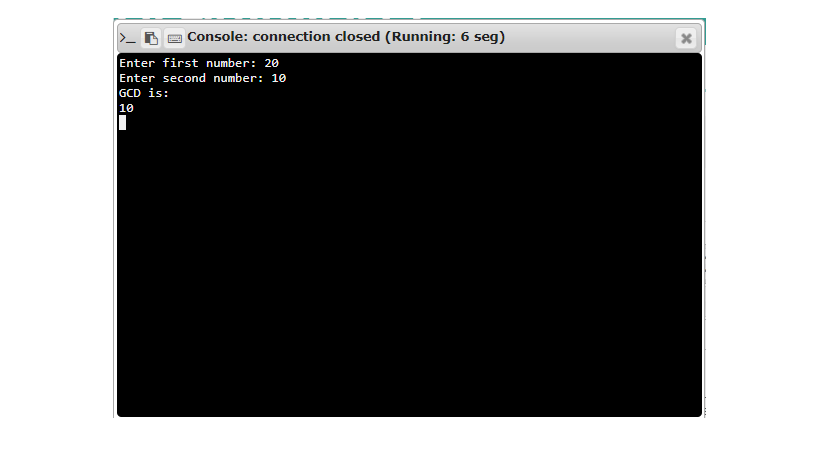 Console: connection closed (Running: 6 seg)
Enter first number: 20
Enter second number: 10
GCD is:
10